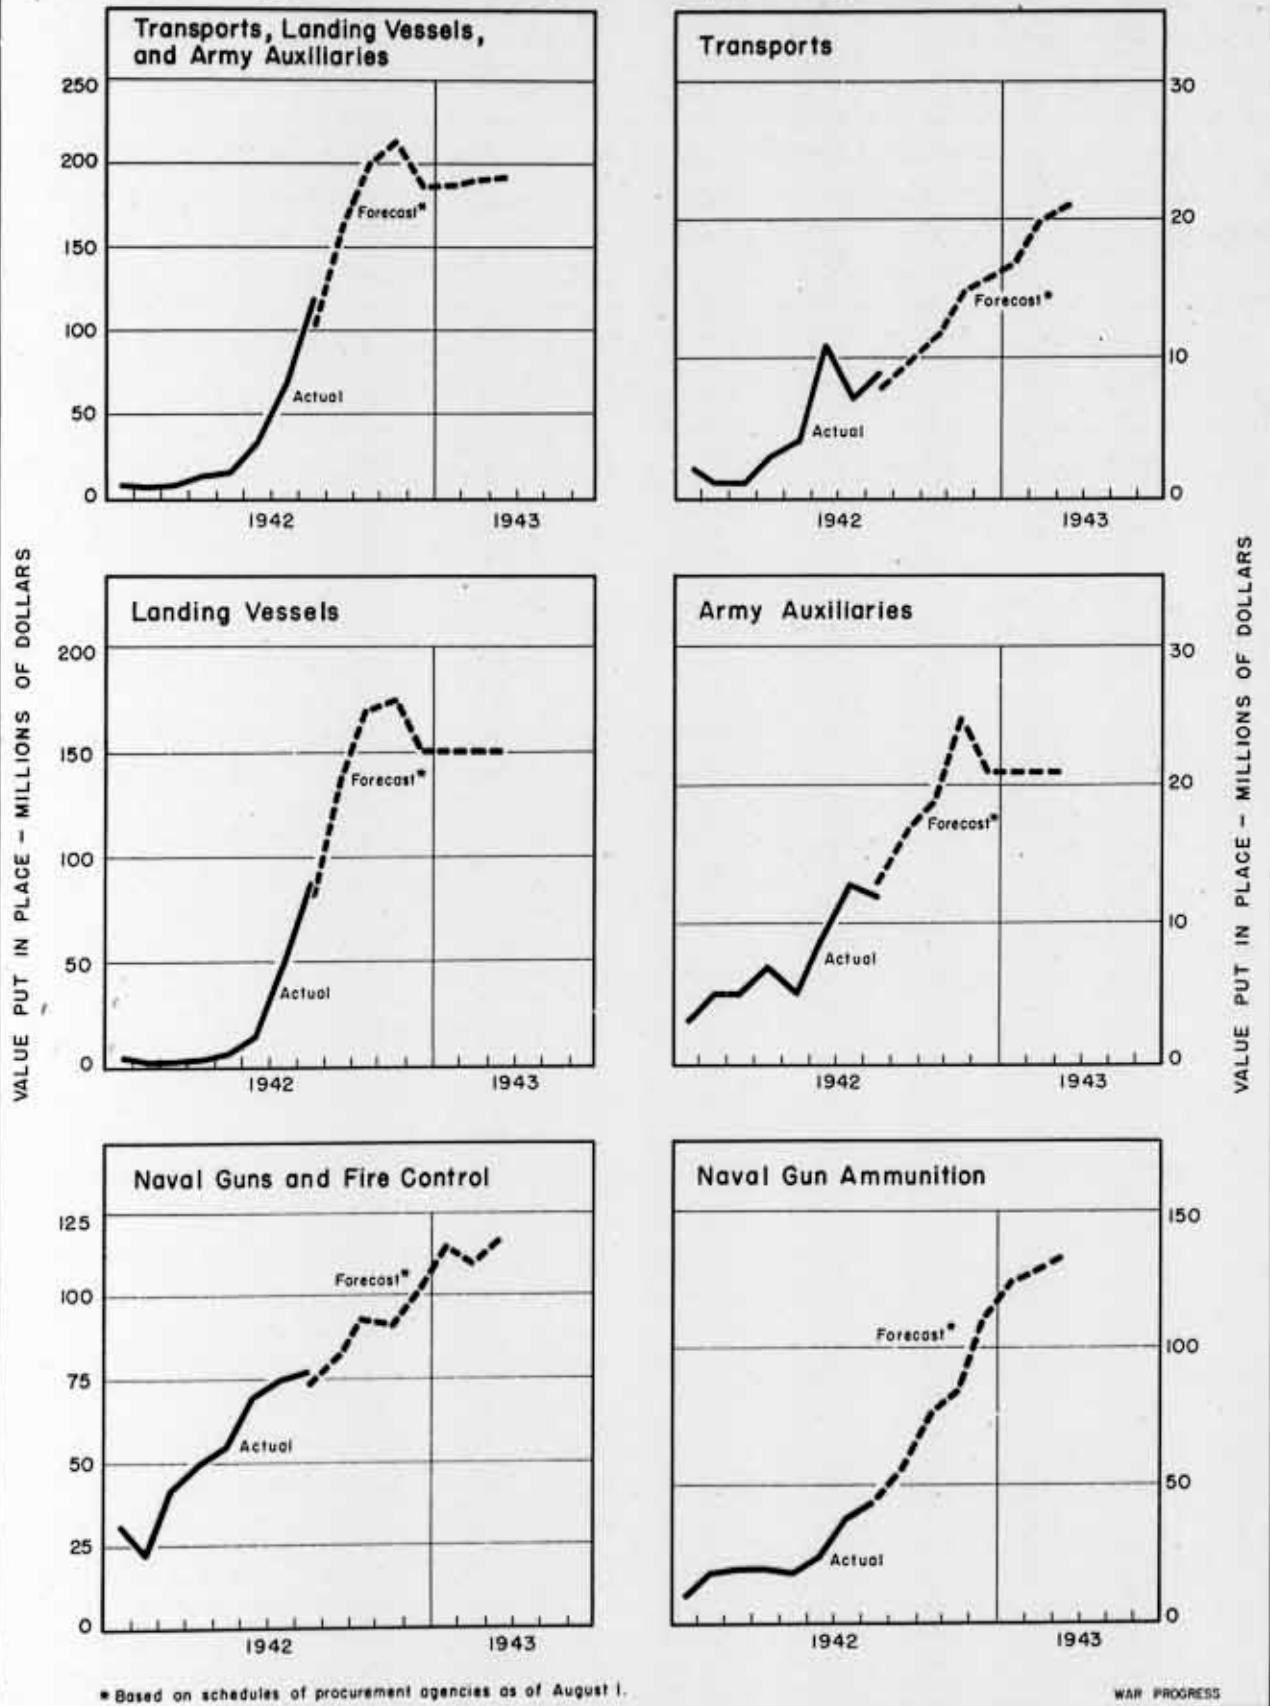 Transports, Landing Vessels,
and Army Auxiliaries
250
200
150
100
50
0
Forecast*
Actual
1942
1943
Transports
30
20
10
0
Forecast*
Actual
1942
1943
VALUE PUT IN PLACE – MILLIONS OF DOLLARS
Landing Vessels
200
150
100
50
0
Forecast*
Actual
1942
1943
Army Auxiliaries
30
20
10
0
Forecast*
Actual
1942
1943
VALUE PUT IN PLACE – MILLIONS OF DOLLARS
Naval Guns and Fire Control
125
100
75
50
25
0
Forecast*
Actual
1942
1943
Naval Gun Ammunition
150
100
50
0
Forecast*
Actual
1942
1943
* Based on schedules of procurement agencies as of August 1.
WAR PROGRESS